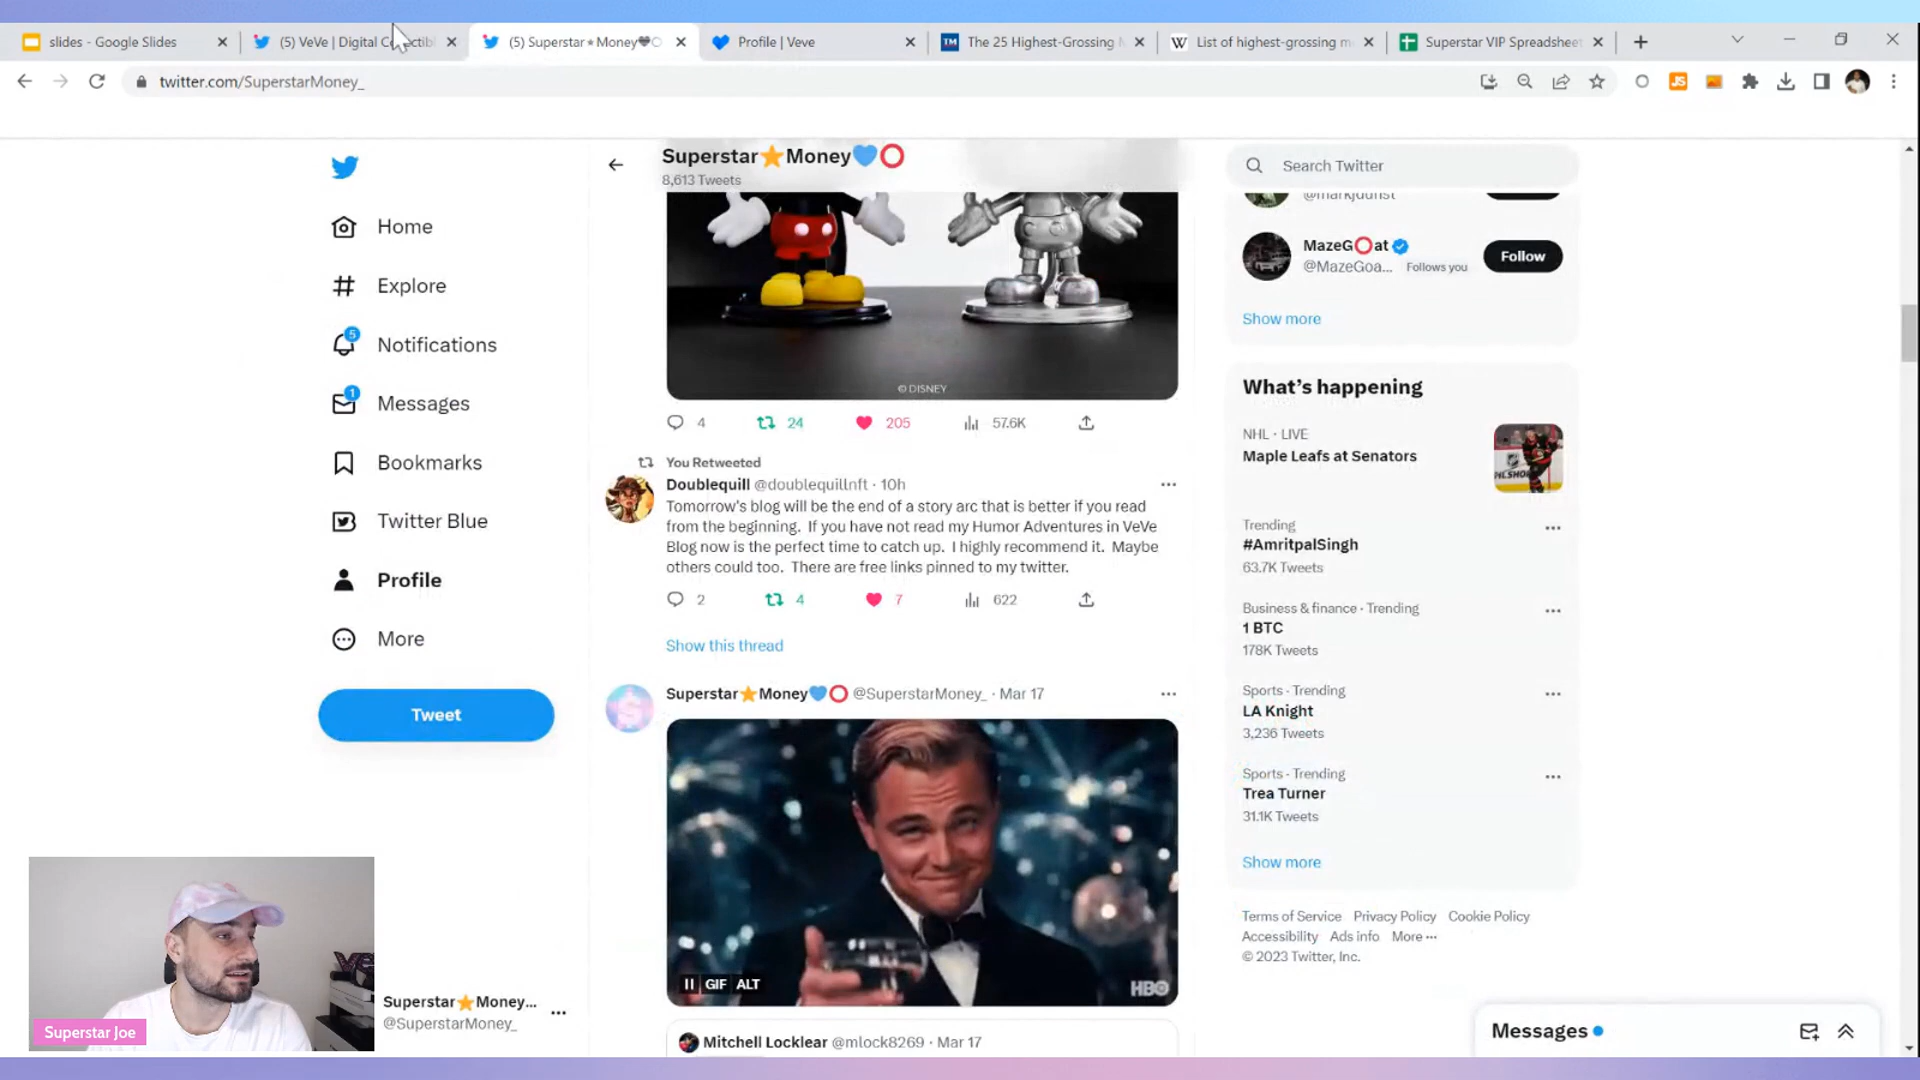 slides - Google Slides
(5) VeVe | Digital Collectibl
(5) Superstar⭐Money💙⭕
Profile | Veve
The 25 Highest-Grossing M
List of highest-grossing m
Superstar VIP Spreadsheet
twitter.com/SuperstarMoney_
Home
Explore
5
Notifications
1
Messages
Bookmarks
Twitter Blue
Profile
More
Tweet
Superstar⭐Money...
@SuperstarMoney_
Superstar Joe
Superstar⭐Money💙⭕
8,613 Tweets
© DISNEY
4 24 205 57.6K
You Retweeted
Doublequill @doublequillnft · 10h
Tomorrow's blog will be the end of a story arc that is better if you read
from the beginning. If you have not read my Humor Adventures in VeVe
Blog now is the perfect time to catch up. I highly recommend it. Maybe
others could too. There are free links pinned to my twitter.
2 4 7 622
Show this thread
Superstar⭐Money💙⭕ @SuperstarMoney_ · Mar 17
GIF ALT
HBO
Mitchell Locklear @mlock8269 · Mar 17
Search Twitter
MazeG⭕at
@MazeGoa... Follows you
Follow
Show more
What's happening
NHL · LIVE
Maple Leafs at Senators
Trending
#AmritpalSingh
63.7K Tweets
Business & finance · Trending
1 BTC
178K Tweets
Sports · Trending
LA Knight
3,236 Tweets
Sports · Trending
Trea Turner
31.1K Tweets
Show more
Terms of Service Privacy Policy Cookie Policy
Accessibility Ads info More ···
© 2023 Twitter, Inc.
Messages